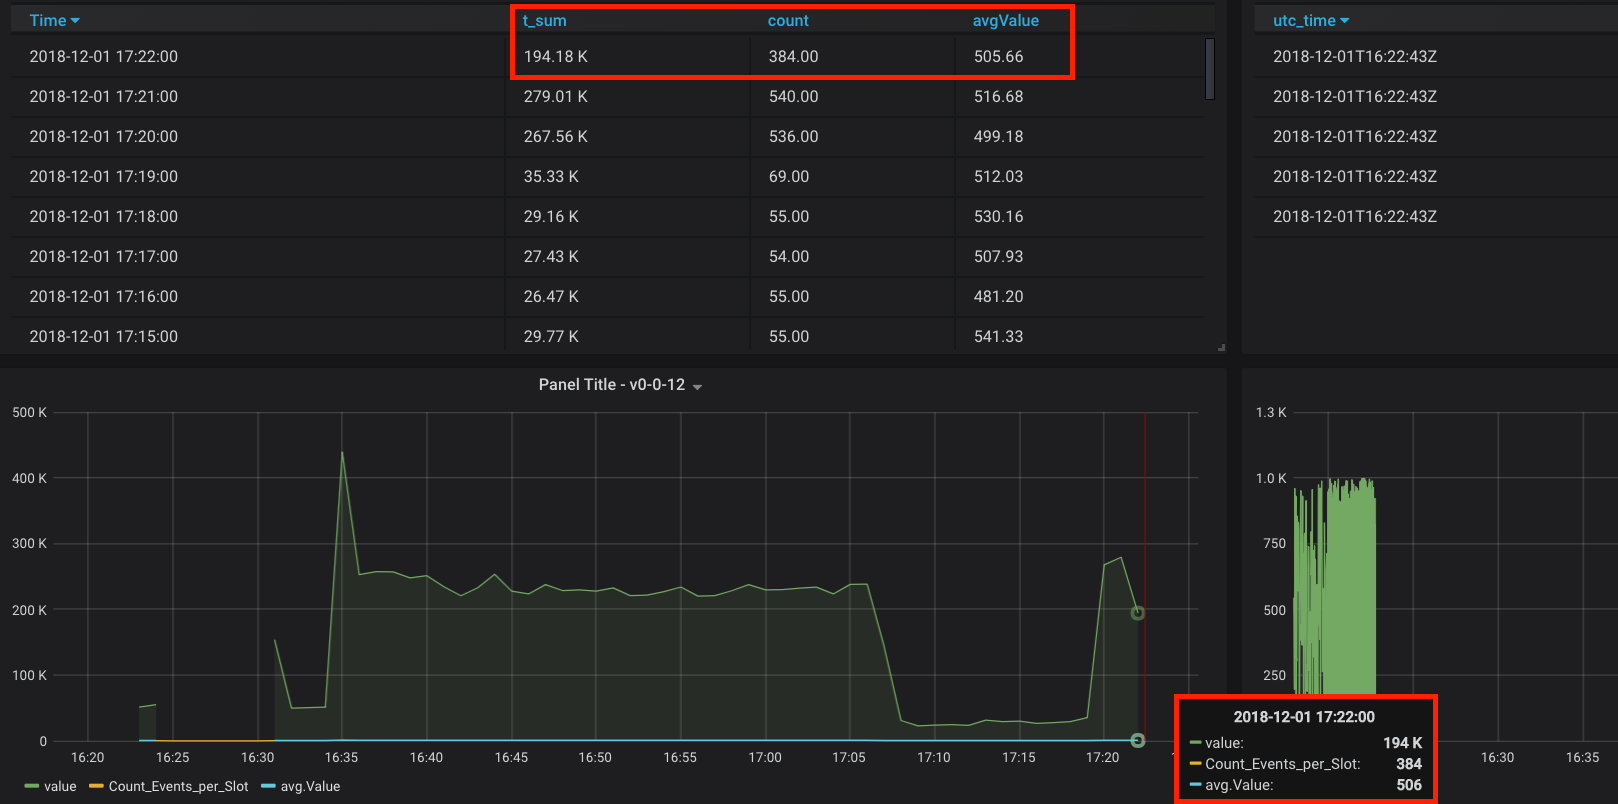 Time t_sum count avgValue
2018-12-01 17:22:00 194.18 K 384.00 505.66
2018-12-01 17:21:00 279.01 K 540.00 516.68
2018-12-01 17:20:00 267.56 K 536.00 499.18
2018-12-01 17:19:00 35.33 K 69.00 512.03
2018-12-01 17:18:00 29.16 K 55.00 530.16
2018-12-01 17:17:00 27.43 K 54.00 507.93
2018-12-01 17:16:00 26.47 K 55.00 481.20
2018-12-01 17:15:00 29.77 K 55.00 541.33
utc_time
2018-12-01T16:22:43Z
2018-12-01T16:22:43Z
2018-12-01T16:22:43Z
2018-12-01T16:22:43Z
2018-12-01T16:22:43Z
Panel Title - v0-0-12
500 K
400 K
300 K
200 K
100 K
0
16:20 16:25 16:30 16:35 16:40 16:45 16:50 16:55 17:00 17:05 17:10 17:15 17:20
value Count_Events_per_Slot avg.Value
1.3 K
1.0 K
750
500
250
16:30 16:35
2018-12-01 17:22:00
value: 194 K
Count_Events_per_Slot: 384
avg.Value: 506